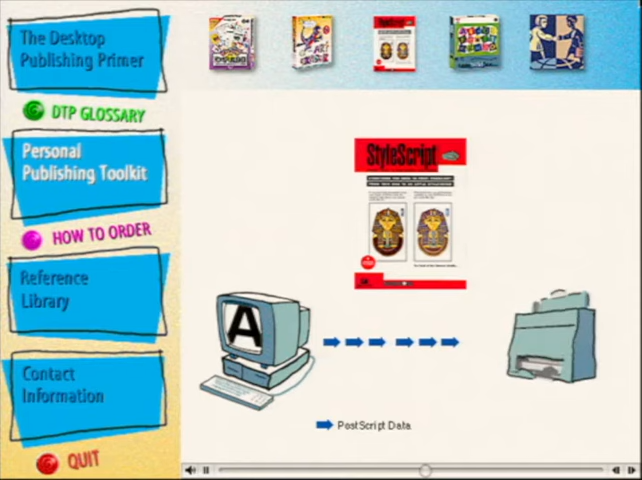 The Desktop
Publishing Primer
DTP GLOSSARY
Personal
Publishing Toolkit
HOW TO ORDER
Reference
Library
Contact
Information
QUIT
StyleScript
A
PostScript Data